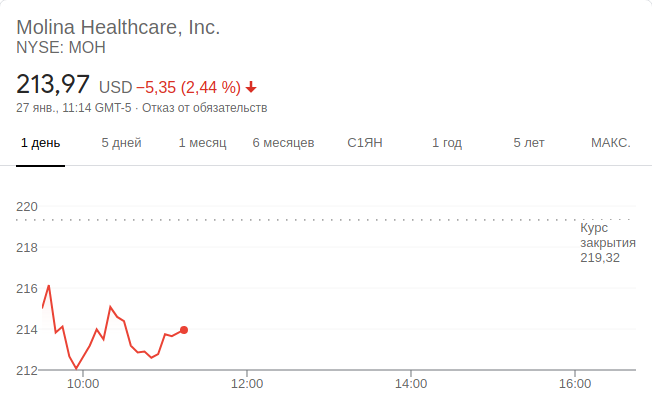 Molina Healthcare, Inc.
NYSE: MOH
213,97 USD −5,35 (2,44 %)
27 янв., 11:14 GMT-5 · Отказ от обязательств
1 день 5 дней 1 месяц 6 месяцев С1ЯН 1 год 5 лет МАКС.
220
Курс
закрытия
219,32
218
216
214
212
10:00 12:00 14:00 16:00